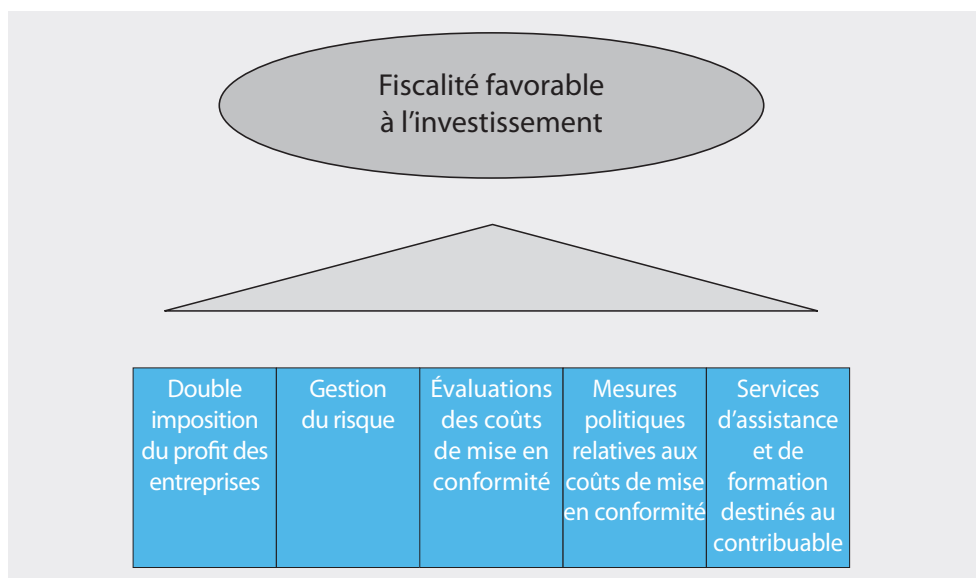 Fiscalité favorable
à l’investissement
Double
imposition
du profit des
entreprises
Gestion
du risque
Évaluations
des coûts
de mise en
conformité
Mesures
politiques
relatives aux
coûts de mise
en conformité
Services
d’assistance
et de
formation
destinés au
contribuable